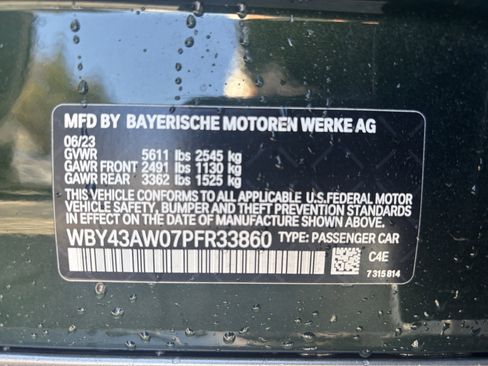 MFD BY BAYERISCHE MOTOREN WERKE AG
06/23
GVWR 5611 lbs 2545 kg
GAWR FRONT 2491 lbs 1130 kg
GAWR REAR 3362 lbs 1525 kg
THIS VEHICLE CONFORMS TO ALL APPLICABLE U.S.FEDERAL MOTOR
VEHICLE SAFETY, BUMPER AND THEFT PREVENTION STANDARDS
IN EFFECT ON THE DATE OF MANUFACTURE SHOWN ABOVE.
WBY43AW07PFR33860 TYPE: PASSENGER CAR
C4E
7 315 814